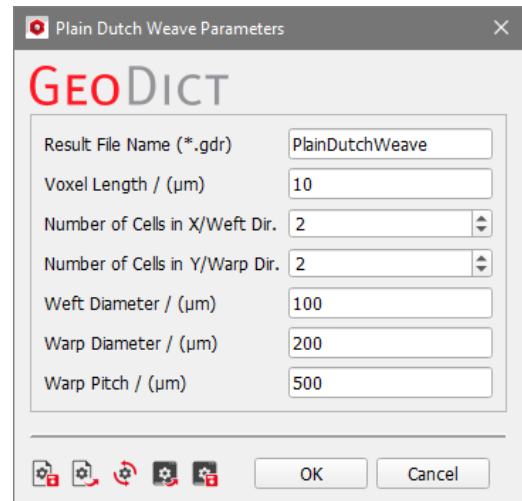 Plain Dutch Weave Parameters
GEODICT
Result File Name (*.gdr) PlainDutchWeave
Voxel Length / (µm) 10
Number of Cells in X/Weft Dir. 2
Number of Cells in Y/Warp Dir. 2
Weft Diameter / (µm) 100
Warp Diameter / (µm) 200
Warp Pitch / (µm) 500
OK Cancel